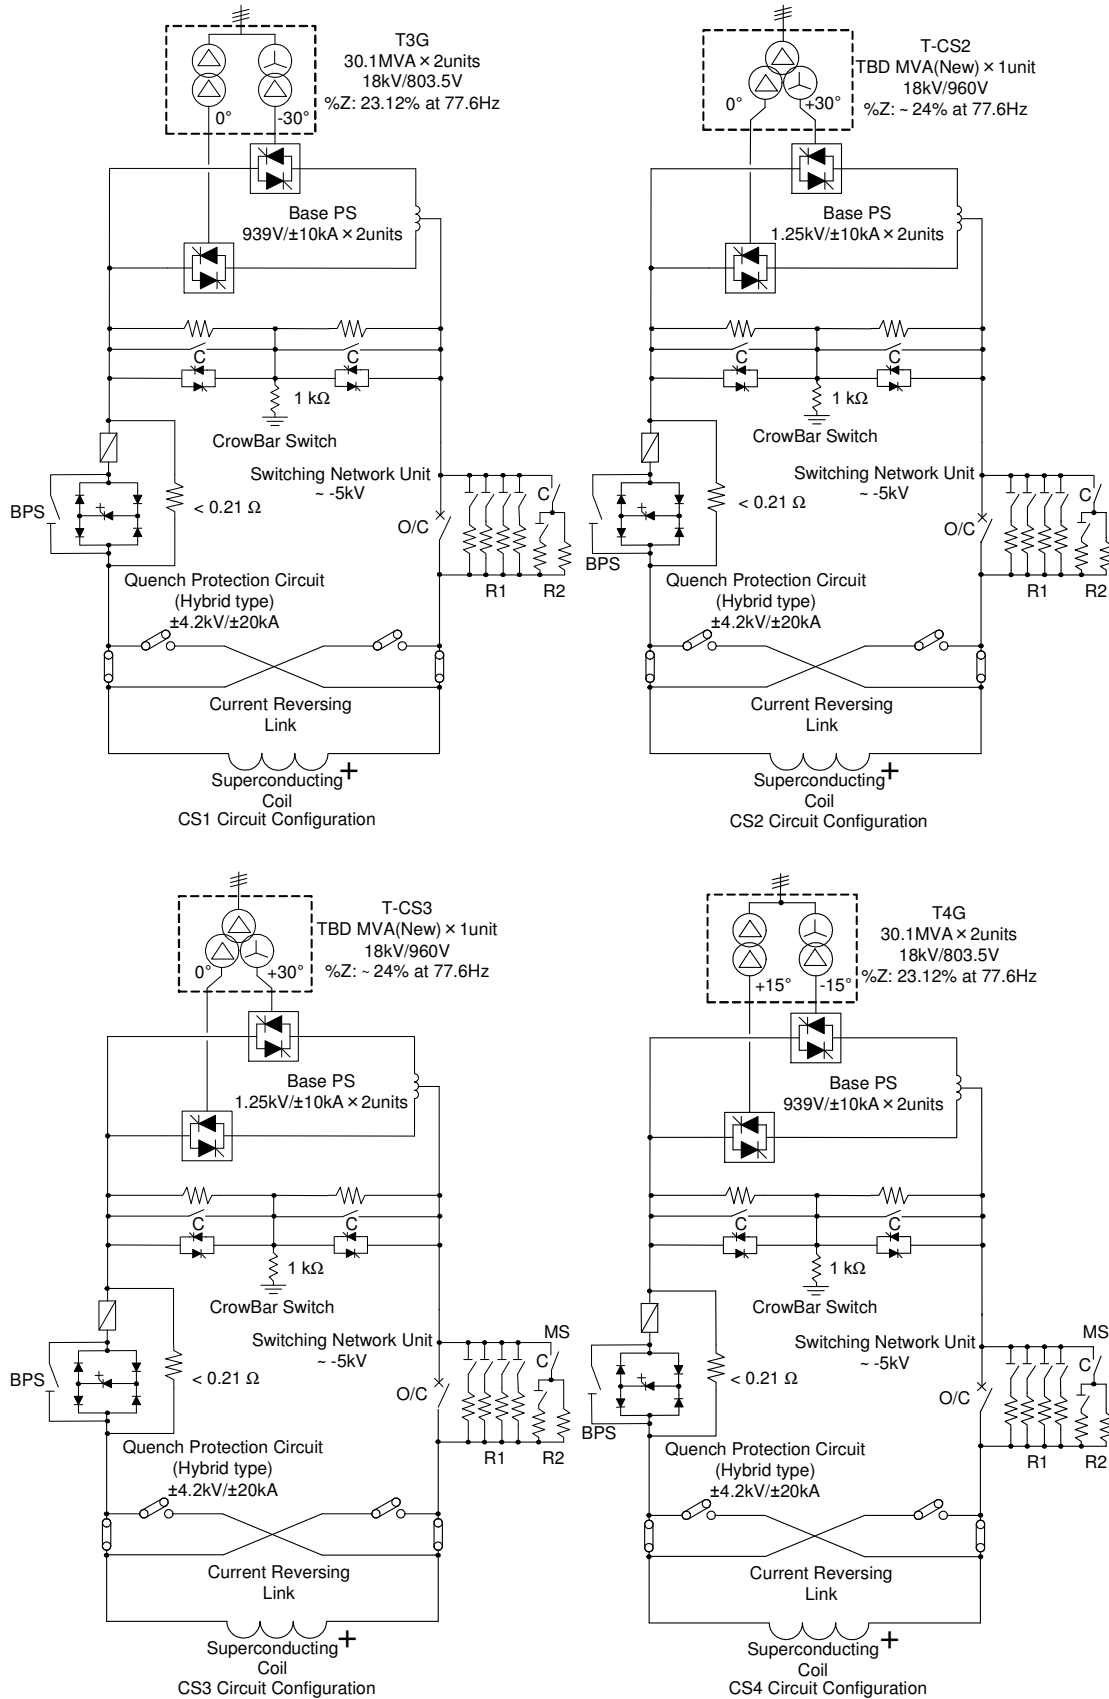 T3G
30.1MVA × 2units
18kV/803.5V
%Z: 23.12% at 77.6Hz
0°
-30°
Base PS
939V/±10kA × 2units
C
C
1 kΩ
CrowBar Switch
Switching Network Unit
~ -5kV
BPS
+
< 0.21 Ω
O/C
C
Quench Protection Circuit
(Hybrid type)
±4.2kV/±20kA
R1
R2
Current Reversing
Link
Superconducting
+
Coil
CS1 Circuit Configuration
T-CS2
TBD MVA(New) × 1unit
18kV/960V
%Z: ~ 24% at 77.6Hz
0°
+30°
Base PS
1.25kV/±10kA × 2units
C
C
1 kΩ
CrowBar Switch
Switching Network Unit
~ -5kV
BPS
+
< 0.21 Ω
O/C
C
Quench Protection Circuit
(Hybrid type)
±4.2kV/±20kA
R1
R2
Current Reversing
Link
Superconducting
+
Coil
CS2 Circuit Configuration
T-CS3
TBD MVA(New) × 1unit
18kV/960V
%Z: ~ 24% at 77.6Hz
0°
+30°
Base PS
1.25kV/±10kA × 2units
C
C
1 kΩ
CrowBar Switch
Switching Network Unit
~ -5kV
MS
BPS
+
< 0.21 Ω
O/C
C
Quench Protection Circuit
(Hybrid type)
±4.2kV/±20kA
R1
R2
Current Reversing
Link
Superconducting
+
Coil
CS3 Circuit Configuration
T4G
30.1MVA × 2units
18kV/803.5V
%Z: 23.12% at 77.6Hz
+15°
-15°
Base PS
939V/±10kA × 2units
C
C
1 kΩ
CrowBar Switch
Switching Network Unit
~ -5kV
MS
BPS
+
< 0.21 Ω
O/C
C
Quench Protection Circuit
(Hybrid type)
±4.2kV/±20kA
R1
R2
Current Reversing
Link
Superconducting
+
Coil
CS4 Circuit Configuration